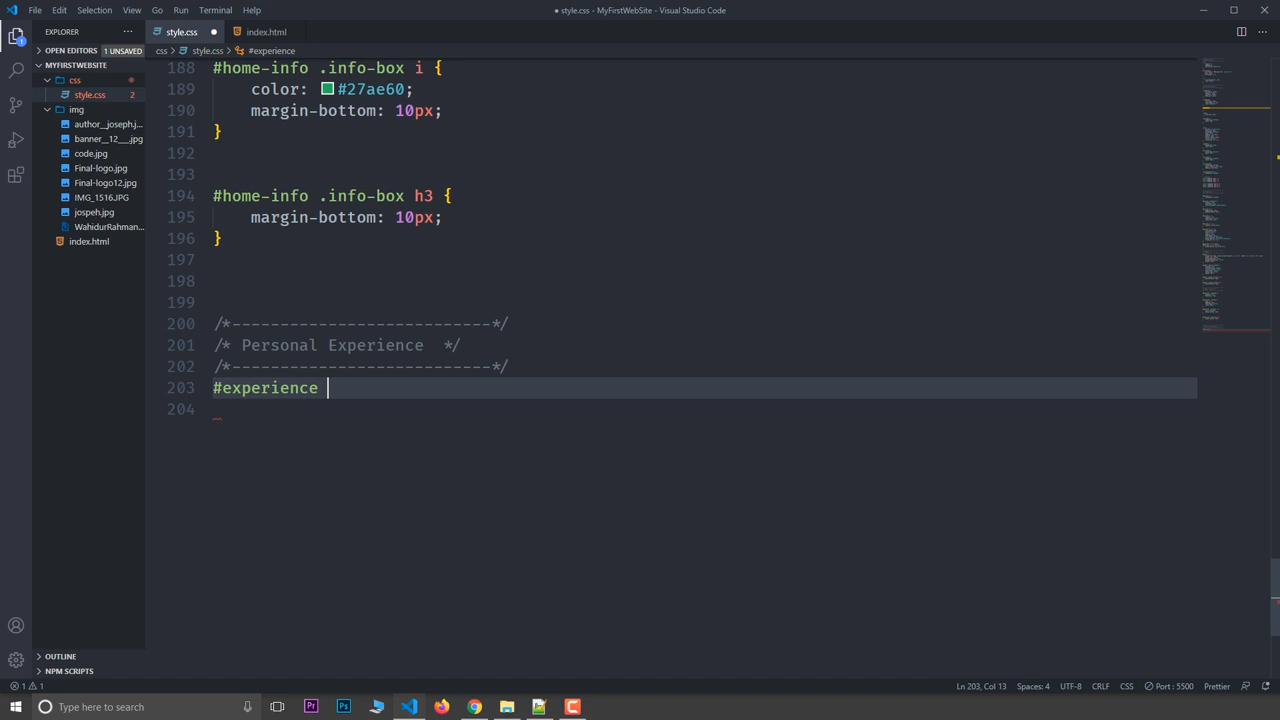 File Edit Selection View Go Run Terminal Help
● style.css - MyFirstWebSite - Visual Studio Code
EXPLORER
style.css
index.html
OPEN EDITORS 1 UNSAVED
css > style.css > #experience
MYFIRSTWEBSITE
css
style.css 2
img
author__joseph.j...
banner__12___.jpg
code.jpg
Final-logo.jpg
Final-logo12.jpg
IMG_1516.JPG
jospeh.jpg
WahidurRahman...
index.html
OUTLINE
NPM SCRIPTS
188 #home-info .info-box i {
189 color: #27ae60;
190 margin-bottom: 10px;
191 }
192
193
194 #home-info .info-box h3 {
195 margin-bottom: 10px;
196 }
197
198
199
200 /*---------------------------*/
201 /* Personal Experience  */
202 /*---------------------------*/
203 #experience
204
1 1 Ln 203, Col 13 Spaces: 4 UTF-8 CRLF CSS Port : 5500 Prettier
Type here to search
Pr
Ps